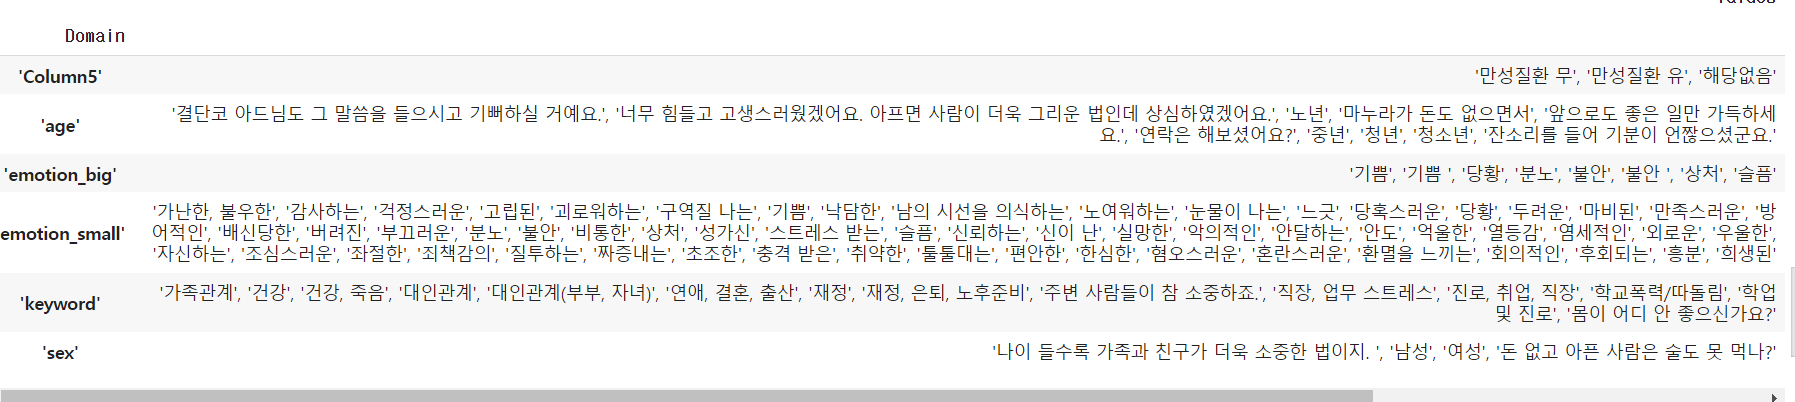 Domain
'Column5' '만성질환 무', '만성질환 유', '해당없음'
'결단코 아드님도 그 말씀을 들으시고 기뻐하실 거예요.', '너무 힘들고 고생스러웠겠어요. 아프면 사람이 더욱 그리운 법인데 상심하였겠어요.', '노년', '마누라가 돈도 없으면서', '앞으로도 좋은 일만 가득하세
'age'
요.', '연락은 해보셨어요?', '중년', '청년', '청소년', '잔소리를 들어 기분이 언짢으셨군요.'
'emotion_big' '기쁨', '기쁨 ', '당황', '분노', '불안', '불안 ', '상처', '슬픔'
'가난한, 불우한', '감사하는', '걱정스러운', '고립된', '괴로워하는', '구역질 나는', '기쁨', '낙담한', '남의 시선을 의식하는', '노여워하는', '눈물이 나는', '느긋', '당혹스러운', '당황', '두려운', '마비된', '만족스러운', '방
emotion_small' 어적인', '배신당한', '버려진', '부끄러운', '분노', '불안', '비통한', '상처', '성가신', '스트레스 받는', '슬픔', '신뢰하는', '신이 난', '실망한', '악의적인', '안달하는', '안도', '억울한', '열등감', '염세적인', '외로운', '우울한',
'자신하는', '조심스러운', '좌절한', '죄책감의', '질투하는', '짜증내는', '초조한', '충격 받은', '취약한', '툴툴대는', '편안한', '한심한', '혐오스러운', '혼란스러운', '환멸을 느끼는', '회의적인', '후회되는', '흥분', '희생된'
'가족관계', '건강', '건강, 죽음', '대인관계', '대인관계(부부, 자녀)', '연애, 결혼, 출산', '재정', '재정, 은퇴, 노후준비', '주변 사람들이 참 소중하죠.', '직장, 업무 스트레스', '진로, 취업, 직장', '학교폭력/따돌림', '학업
'keyword'
및 진로', '몸이 어디 안 좋으신가요?'
'sex' '나이 들수록 가족과 친구가 더욱 소중한 법이지. ', '남성', '여성', '돈 없고 아픈 사람은 술도 못 먹나?'